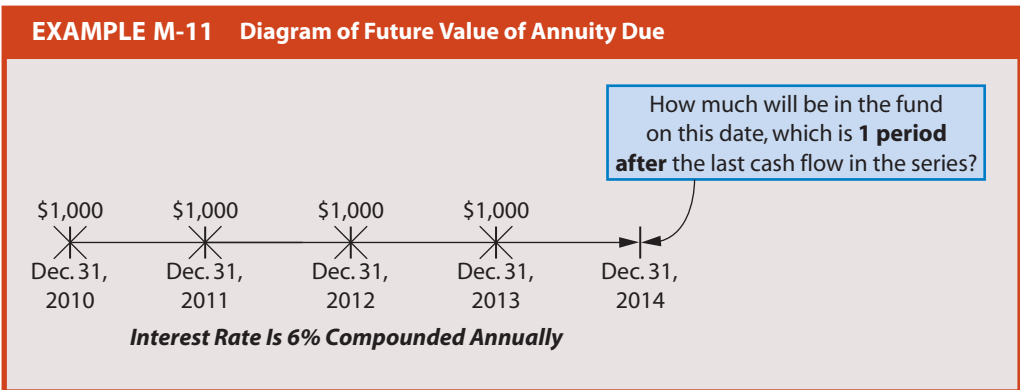 EXAMPLE M-11 Diagram of Future Value of Annuity Due
How much will be in the fund
on this date, which is 1 period
after the last cash flow in the series?
$1,000 $1,000 $1,000 $1,000
Dec. 31, Dec. 31, Dec. 31, Dec. 31, Dec. 31,
2010 2011 2012 2013 2014
Interest Rate Is 6% Compounded Annually